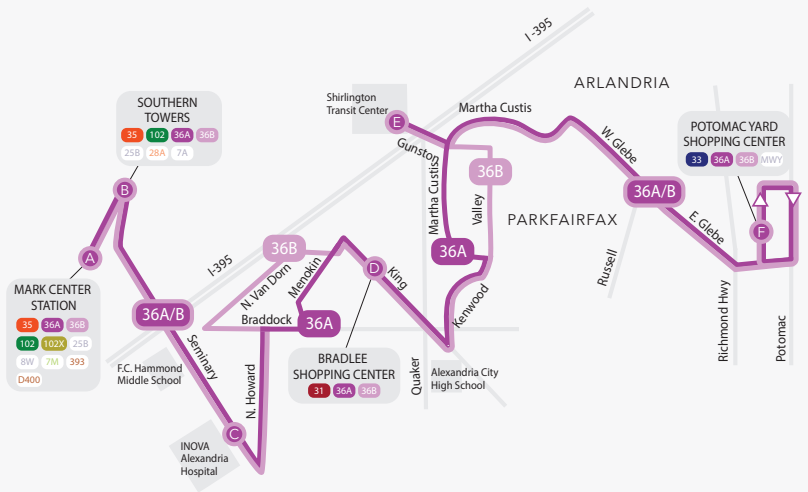 I -395
ARLANDRIA
SOUTHERN
TOWERS
35 102 36A 36B
25B 28A 7A
Shirlington
Transit Center
E
Martha Custis
Gunston
W. Glebe
POTOMAC YARD
SHOPPING CENTER
33 36A 36B MWY
B
36B
Martha Custis
Valley
36A/B
PARKFAIRFAX
E. Glebe
F
A
I-395
36B
36A
N. Van Dorn
Menokin
D
King
Russell
MARK CENTER
STATION
35 36A 36B
102 102X 25B
8W 7M 393
D400
36A/B
Braddock
36A
Kenwood
Richmond Hwy
Potomac
Seminary
F.C. Hammond
Middle School
N. Howard
BRADLEE
SHOPPING CENTER
31 36A 36B
Quaker
Alexandria City
High School
C
INOVA
Alexandria
Hospital